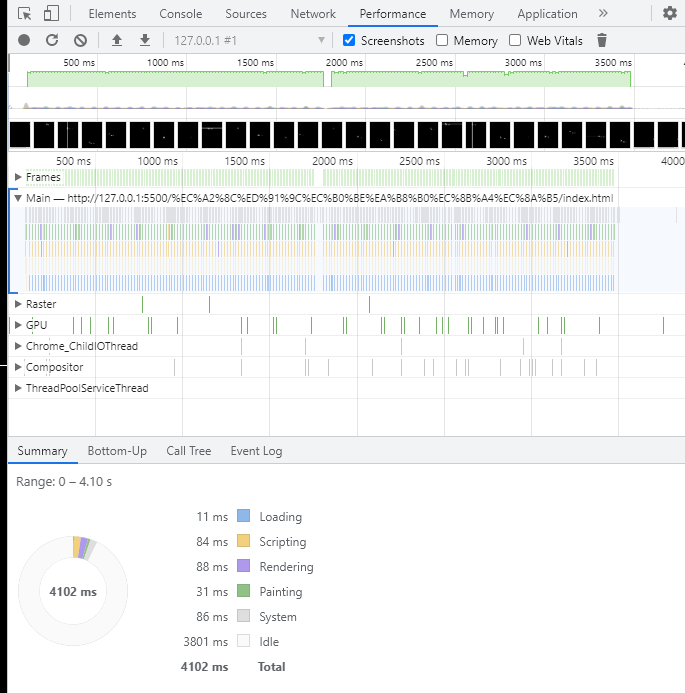 Elements Console Sources Network Performance Memory Application »
127.0.0.1 #1 Screenshots Memory Web Vitals
500 ms 1000 ms 1500 ms 2000 ms 2500 ms 3000 ms 3500 ms
500 ms 1000 ms 1500 ms 2000 ms 2500 ms 3000 ms 3500 ms 4000
Frames
Main — http://127.0.0.1:5500/%EC%A2%8C%ED%91%9C%EC%B0%BE%EA%B8%B0%EC%8B%A4%EC%8A%B5/index.html
Raster
GPU
Chrome_ChildIOThread
Compositor
ThreadPoolServiceThread
Summary Bottom-Up Call Tree Event Log
Range: 0 – 4.10 s
11 ms Loading
84 ms Scripting
88 ms Rendering
4102 ms
31 ms Painting
86 ms System
3801 ms Idle
4102 ms Total